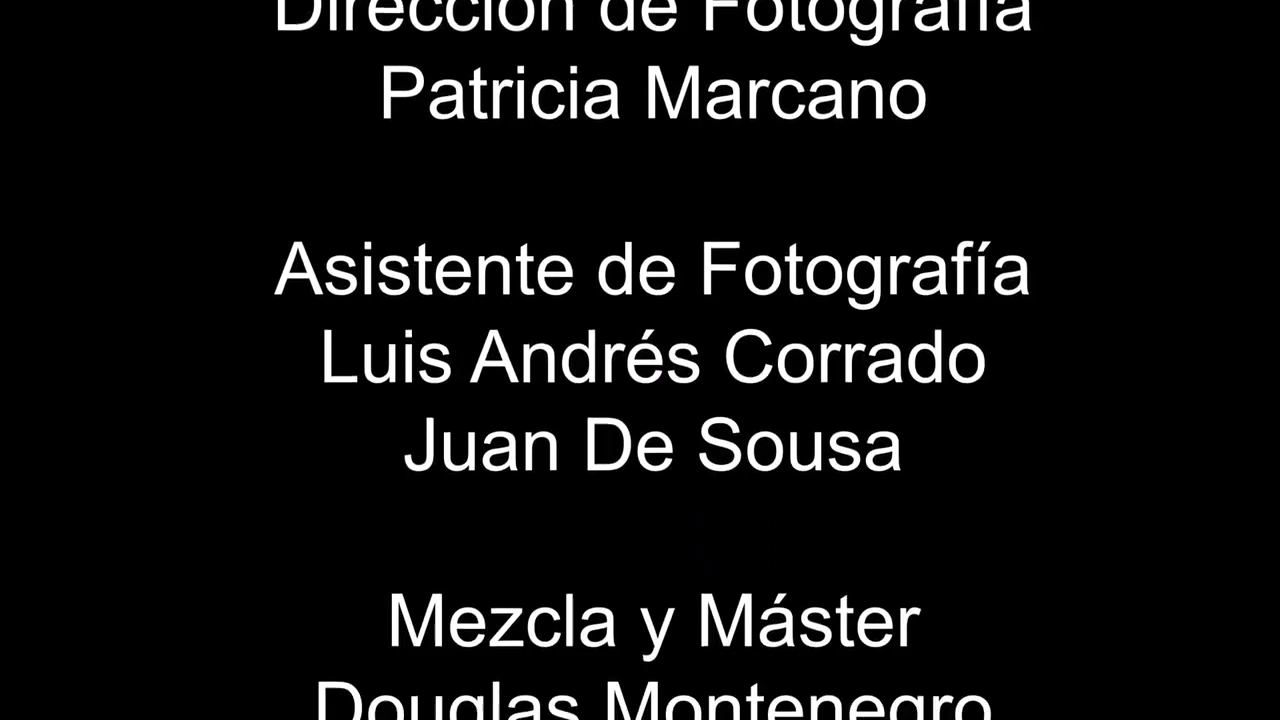 Dirección de Fotografía
Patricia Marcano
Asistente de Fotografía
Luis Andrés Corrado
Juan De Sousa
Mezcla y Máster
Douglas Montenegro